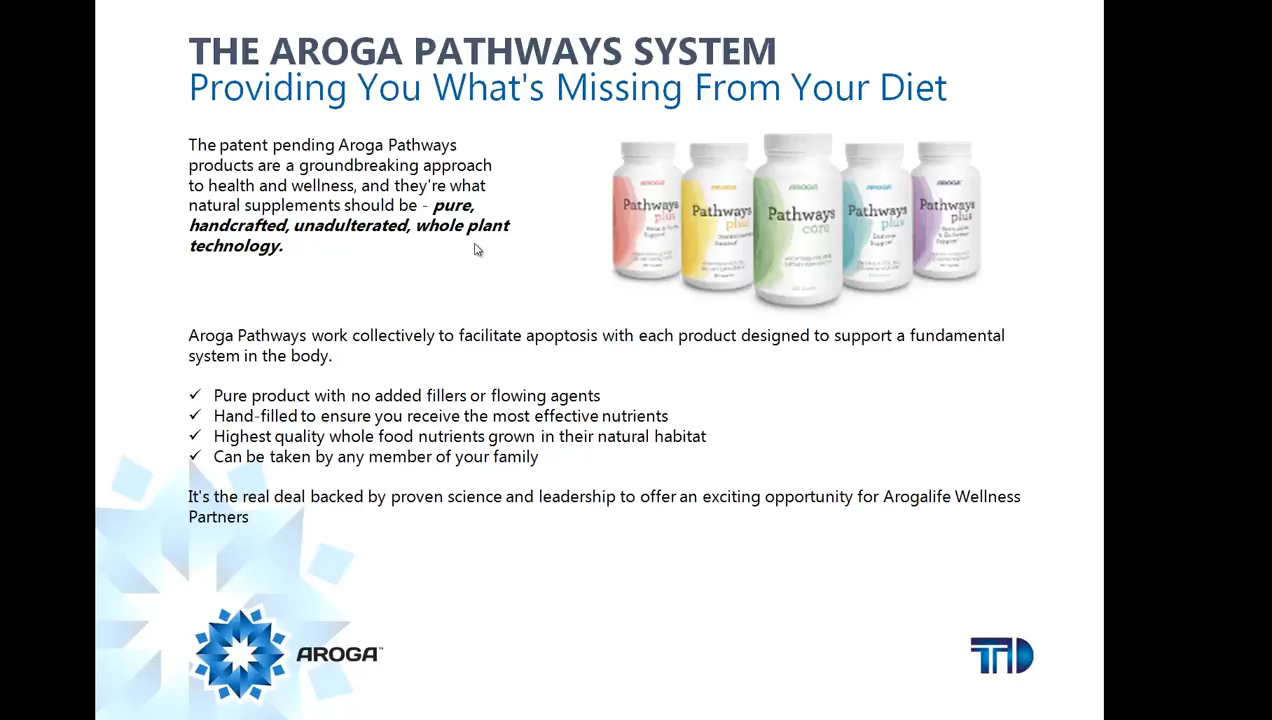 THE AROGA PATHWAYS SYSTEM
Providing You What's Missing From Your Diet
The patent pending Aroga Pathways
products are a groundbreaking approach
to health and wellness, and they're what
natural supplements should be - pure,
handcrafted, unadulterated, whole plant
technology.
AROGA
Pathways
plus
AROGA
Pathways
plus
AROGA
Pathways
core
AROGA
Pathways
plus
AROGA
Pathways
plus
Aroga Pathways work collectively to facilitate apoptosis with each product designed to support a fundamental
system in the body.
✓ Pure product with no added fillers or flowing agents
✓ Hand-filled to ensure you receive the most effective nutrients
✓ Highest quality whole food nutrients grown in their natural habitat
✓ Can be taken by any member of your family
It's the real deal backed by proven science and leadership to offer an exciting opportunity for Arogalife Wellness
Partners
AROGA™